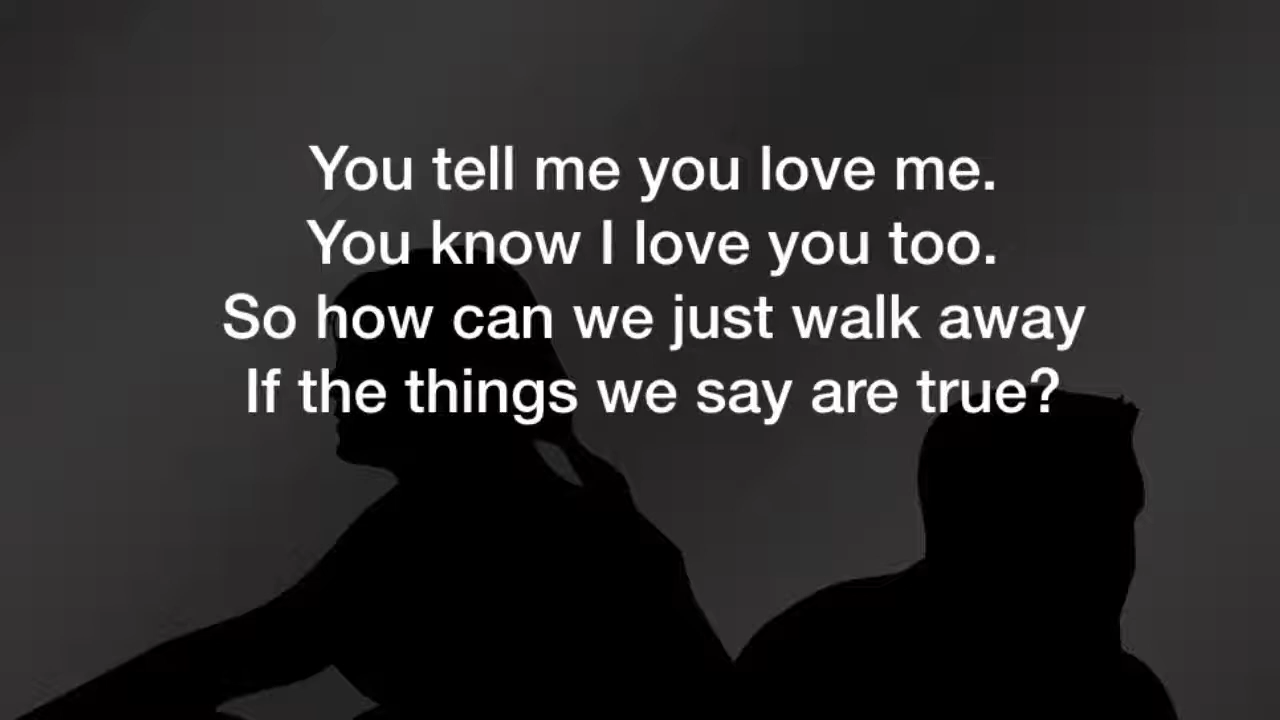 You tell me you love me.
You know I love you too.
So how can we just walk away
If the things we say are true?